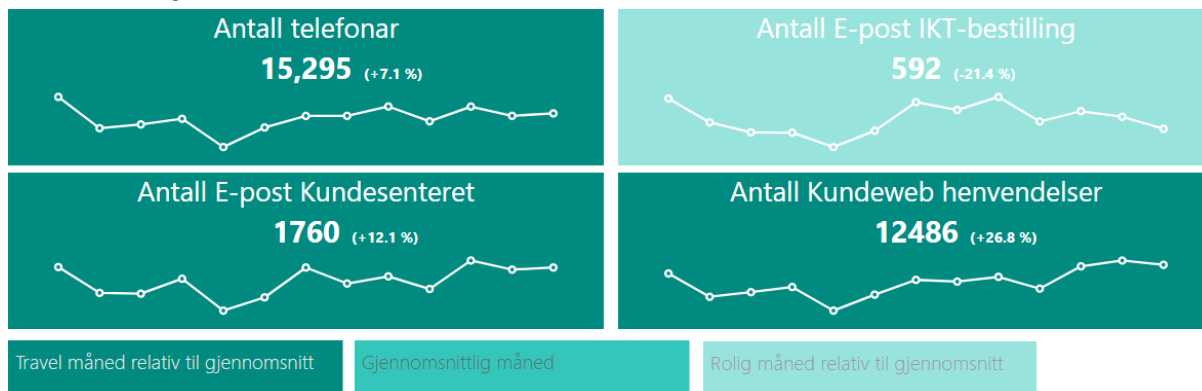 Antall telefonar
15,295 (+7.1 %)
Antall E-post IKT-bestilling
592 (-21.4 %)
Antall E-post Kundesenteret
1760 (+12.1 %)
Antall Kundeweb henvendelser
12486 (+26.8 %)
Travel måned relativ til gjennomsnitt
Gjennomsnittlig måned
Rolig måned relativ til gjennomsnitt